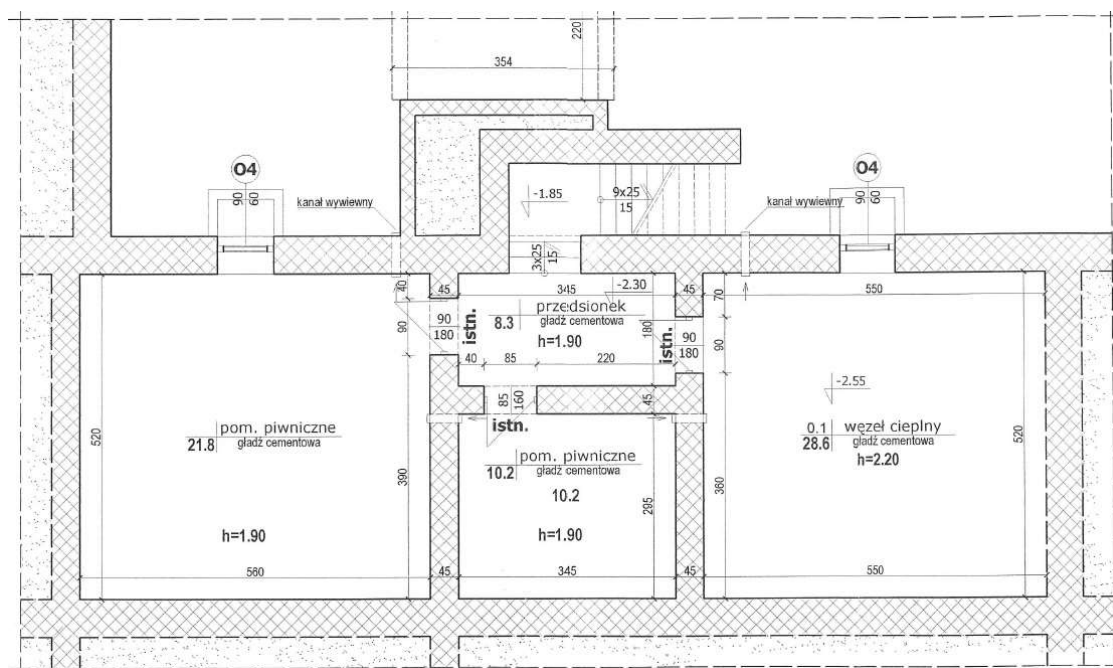 220
354
O4
90
60
kanał wywiewny
-1.85
9x25
15
O4
90
60
kanał wywiewny
3x25
15
40
45
345
-2.30
45
70
550
przedsionek
8.3
gładź cementowa
h=1.90
90
90
180
istn.
180
istn.
90
180
90
40
85
220
-2.55
85
160
istn.
45
520
pom. piwniczne
21.8
gładź cementowa
h=1.90
390
pom. piwniczne
10.2
gładź cementowa
10.2
h=1.90
295
360
0.1
węzeł cieplny
28.6
gładź cementowa
h=2.20
520
560
45
345
45
550